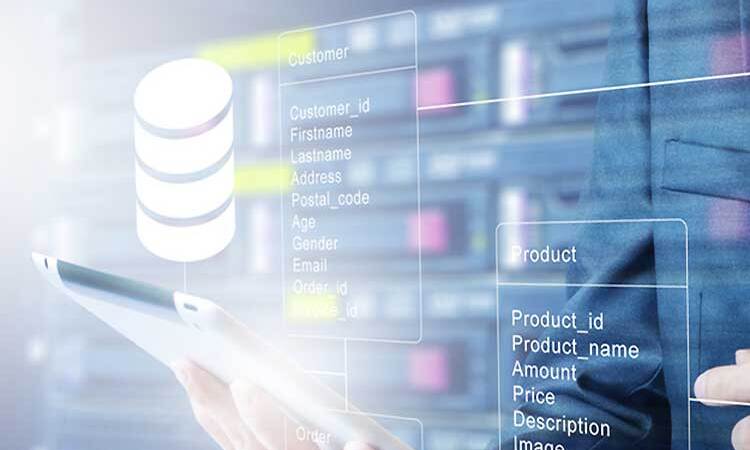 Customer
Customer_id
Firstname
Lastname
Address
Postal_code
Age
Gender
Email
Order_id
Product
Product_id
Product_name
Amount
Price
Description
Image
Order